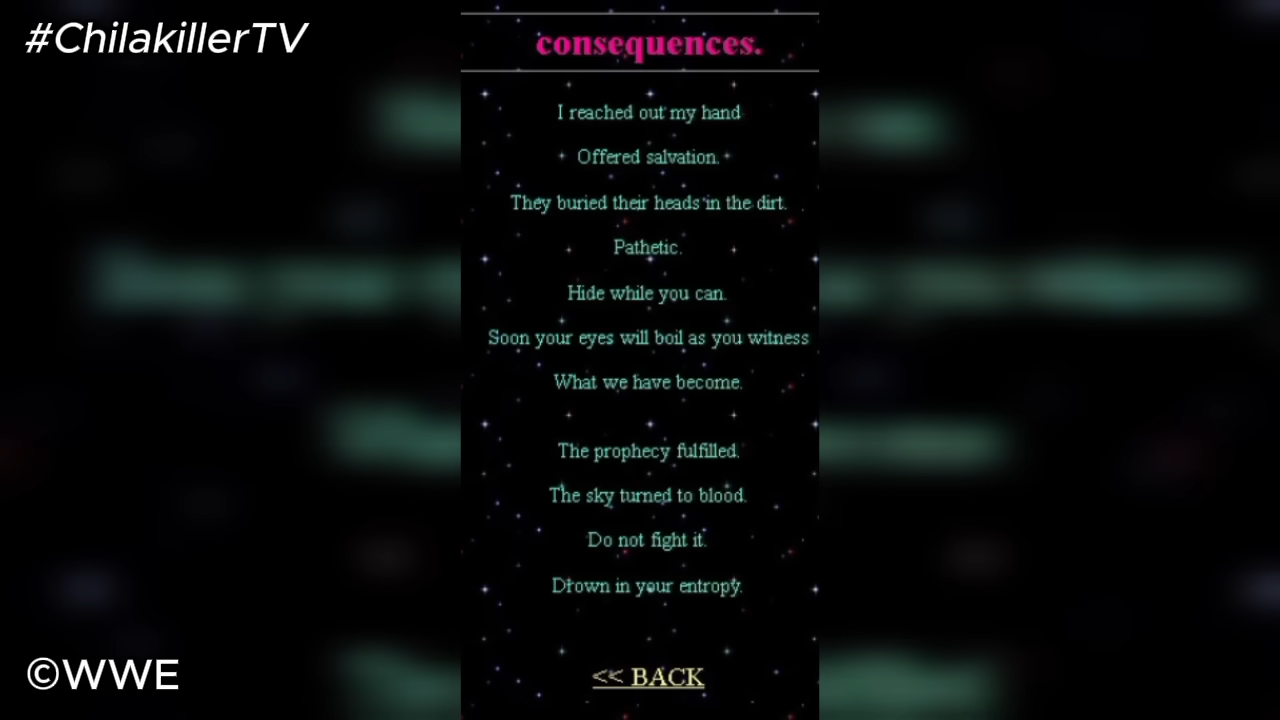 #ChilakillerTV
consequences.
I reached out my hand
Offered salvation.
They buried their heads in the dirt.
Pathetic.
Hide while you can.
Soon your eyes will boil as you witness
What we have become.
The prophecy fulfilled.
The sky turned to blood.
Do not fight it.
Drown in your entropy.
<< BACK
©WWE